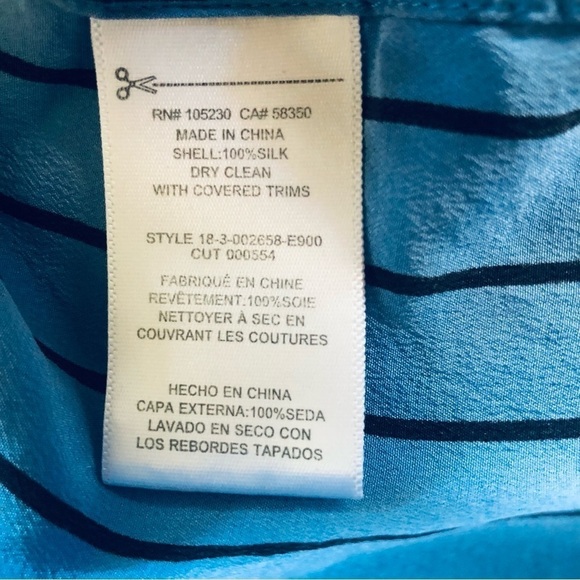 RN# 105230 CA# 58350
MADE IN CHINA
SHELL:100%SILK
DRY CLEAN
WITH COVERED TRIMS
STYLE 18-3-002658-E900
CUT 000554
FABRIQUÉ EN CHINE
REVÊTEMENT:100%SOIE
NETTOYER À SEC EN
COUVRANT LES COUTURES
HECHO EN CHINA
CAPA EXTERNA:100%SEDA
LAVADO EN SECO CON
LOS REBORDES TAPADOS